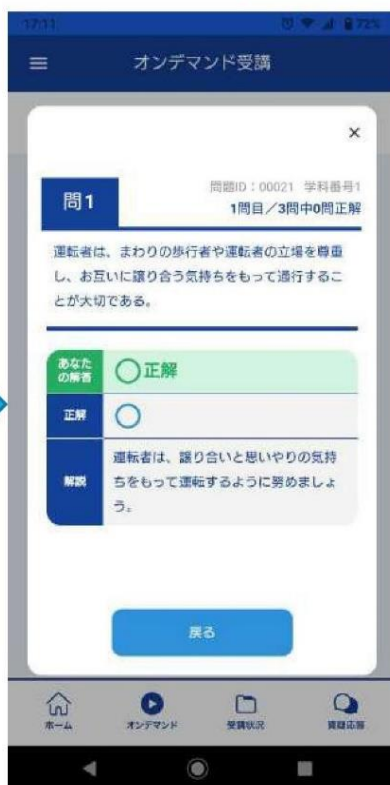 17:11
72%
オンデマンド受講
×
問1
問題ID：00021 学科番号1
1問目／3問中0問正解
運転者は、まわりの歩行者や運転者の立場を尊重
し、お互いに譲り合う気持ちをもって通行するこ
とが大切である。
あなた
の解答
○正解
正解
○
解説
運転者は、譲り合いと思いやりの気持
ちをもって運転するように努めましょ
う。
戻る
ホーム
オンデマンド
受講状況
質疑応答